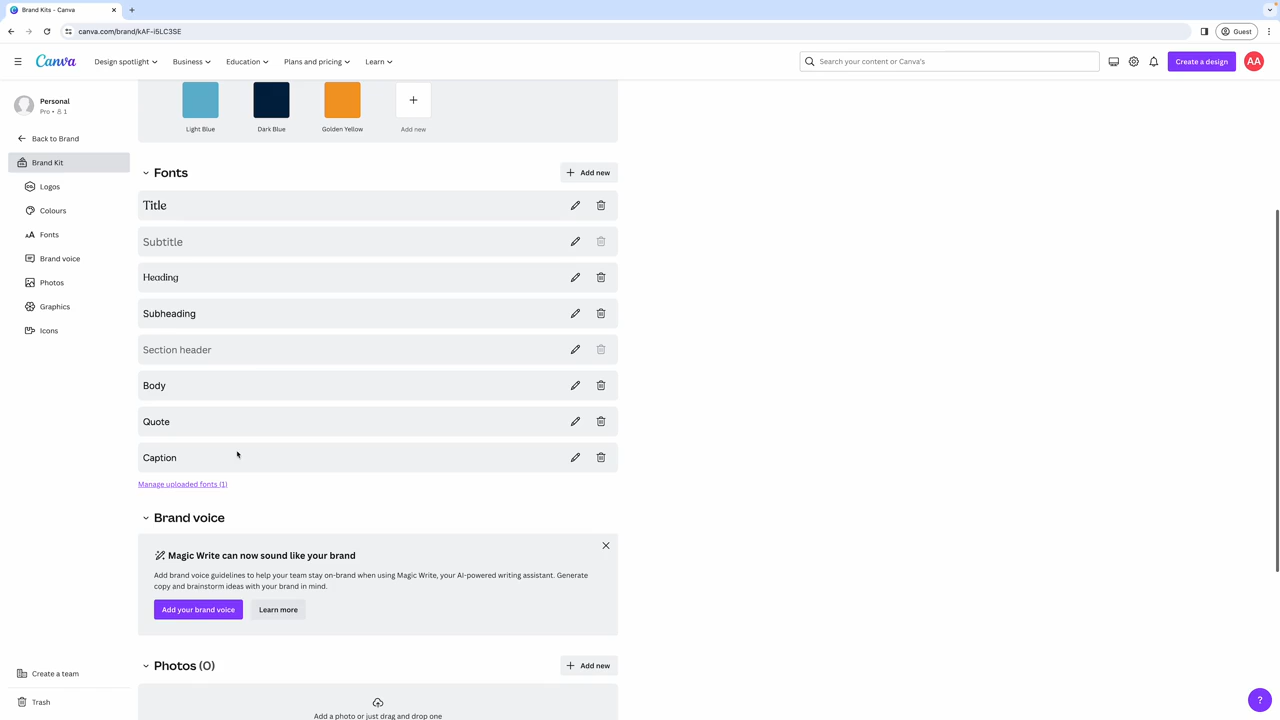 Brand Kits - Canva
canva.com/brand/kAF-i5LC3SE
Guest
Canva
Design spotlight
Business
Education
Plans and pricing
Learn
Search your content or Canva's
Create a design
AA
Personal
Pro • 1
Back to Brand
Brand Kit
Logos
Colours
Fonts
Brand voice
Photos
Graphics
Icons
Create a team
Trash
Light Blue
Dark Blue
Golden Yellow
Add new
Fonts
Add new
Title
Subtitle
Heading
Subheading
Section header
Body
Quote
Caption
Manage uploaded fonts (1)
Brand voice
Magic Write can now sound like your brand
Add brand voice guidelines to help your team stay on-brand when using Magic Write, your AI-powered writing assistant. Generate
copy and brainstorm ideas with your brand in mind.
Add your brand voice
Learn more
Photos (0)
Add new
Add a photo or just drag and drop one
?